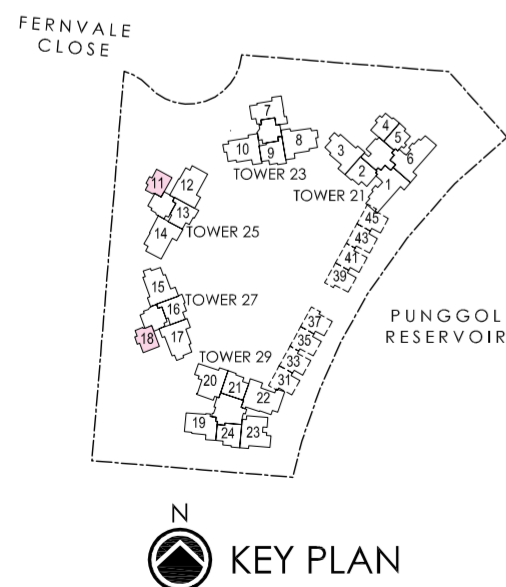 FERNVALE
CLOSE
7
10
9
8
TOWER 23
4
5
3
6
2
1
TOWER 21
45
43
41
39
11
12
13
14
TOWER 25
15
16
TOWER 27
18
17
PUNGGOL
RESERVOIR
37
35
33
31
TOWER 29
20
21
22
19
24
23
N
KEY PLAN